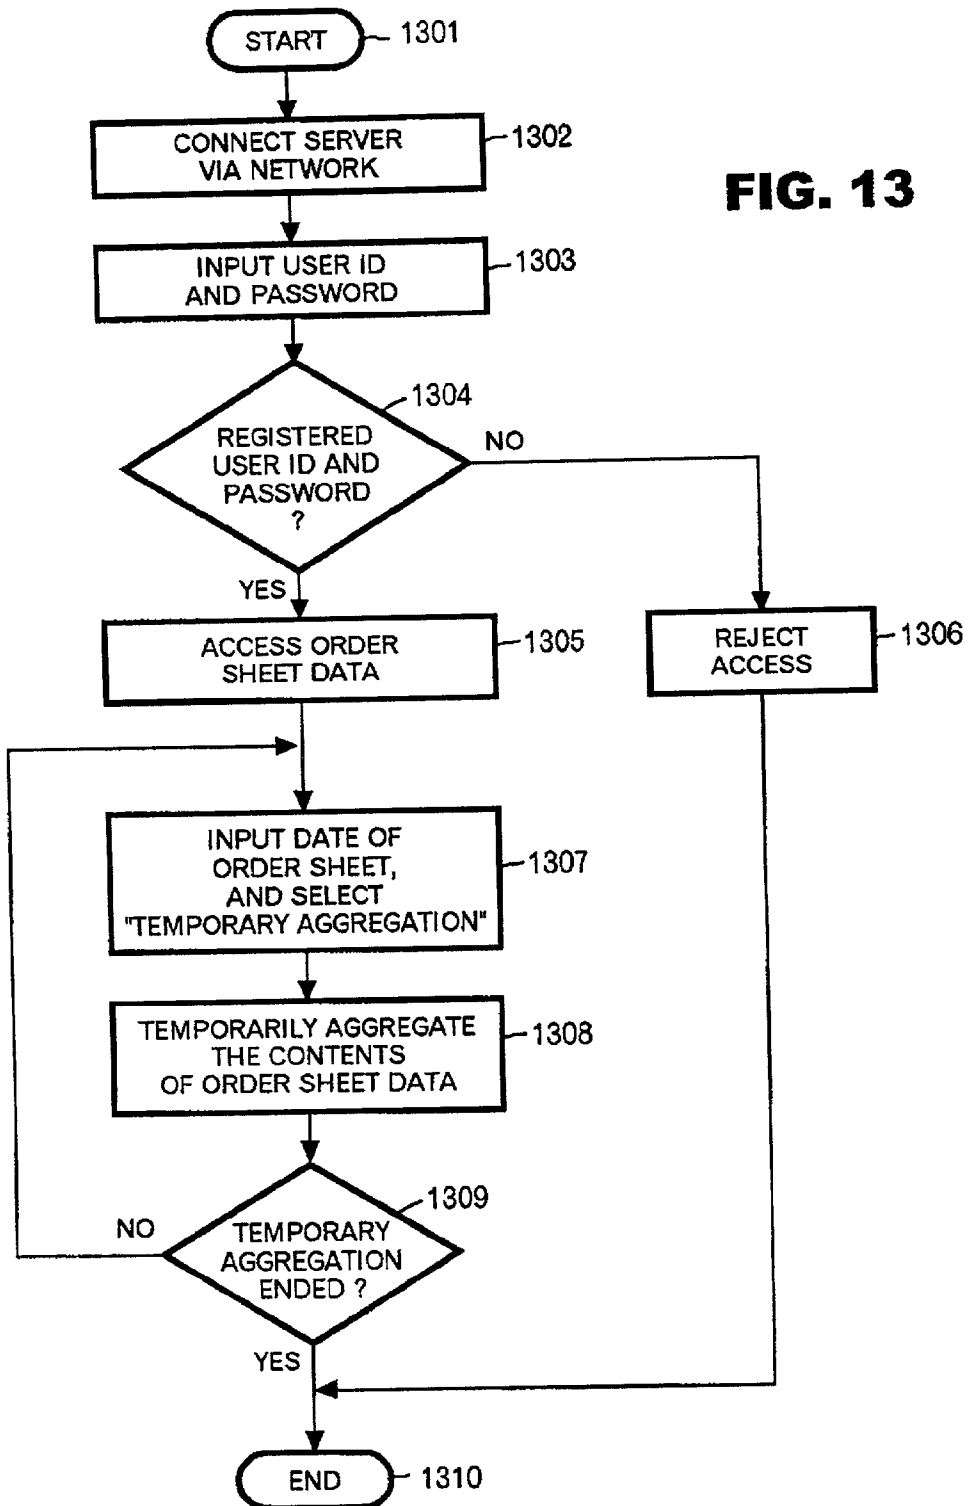 START
1301
CONNECT SERVER
VIA NETWORK
1302
FIG. 13
INPUT USER ID
AND PASSWORD
1303
1304
REGISTERED
USER ID AND
PASSWORD
?
NO
YES
ACCESS ORDER
SHEET DATA
1305
REJECT
ACCESS
1306
INPUT DATE OF
ORDER SHEET,
AND SELECT
"TEMPORARY AGGREGATION"
1307
TEMPORARILY AGGREGATE
THE CONTENTS
OF ORDER SHEET DATA
1308
1309
NO
TEMPORARY
AGGREGATION
ENDED ?
YES
END
1310